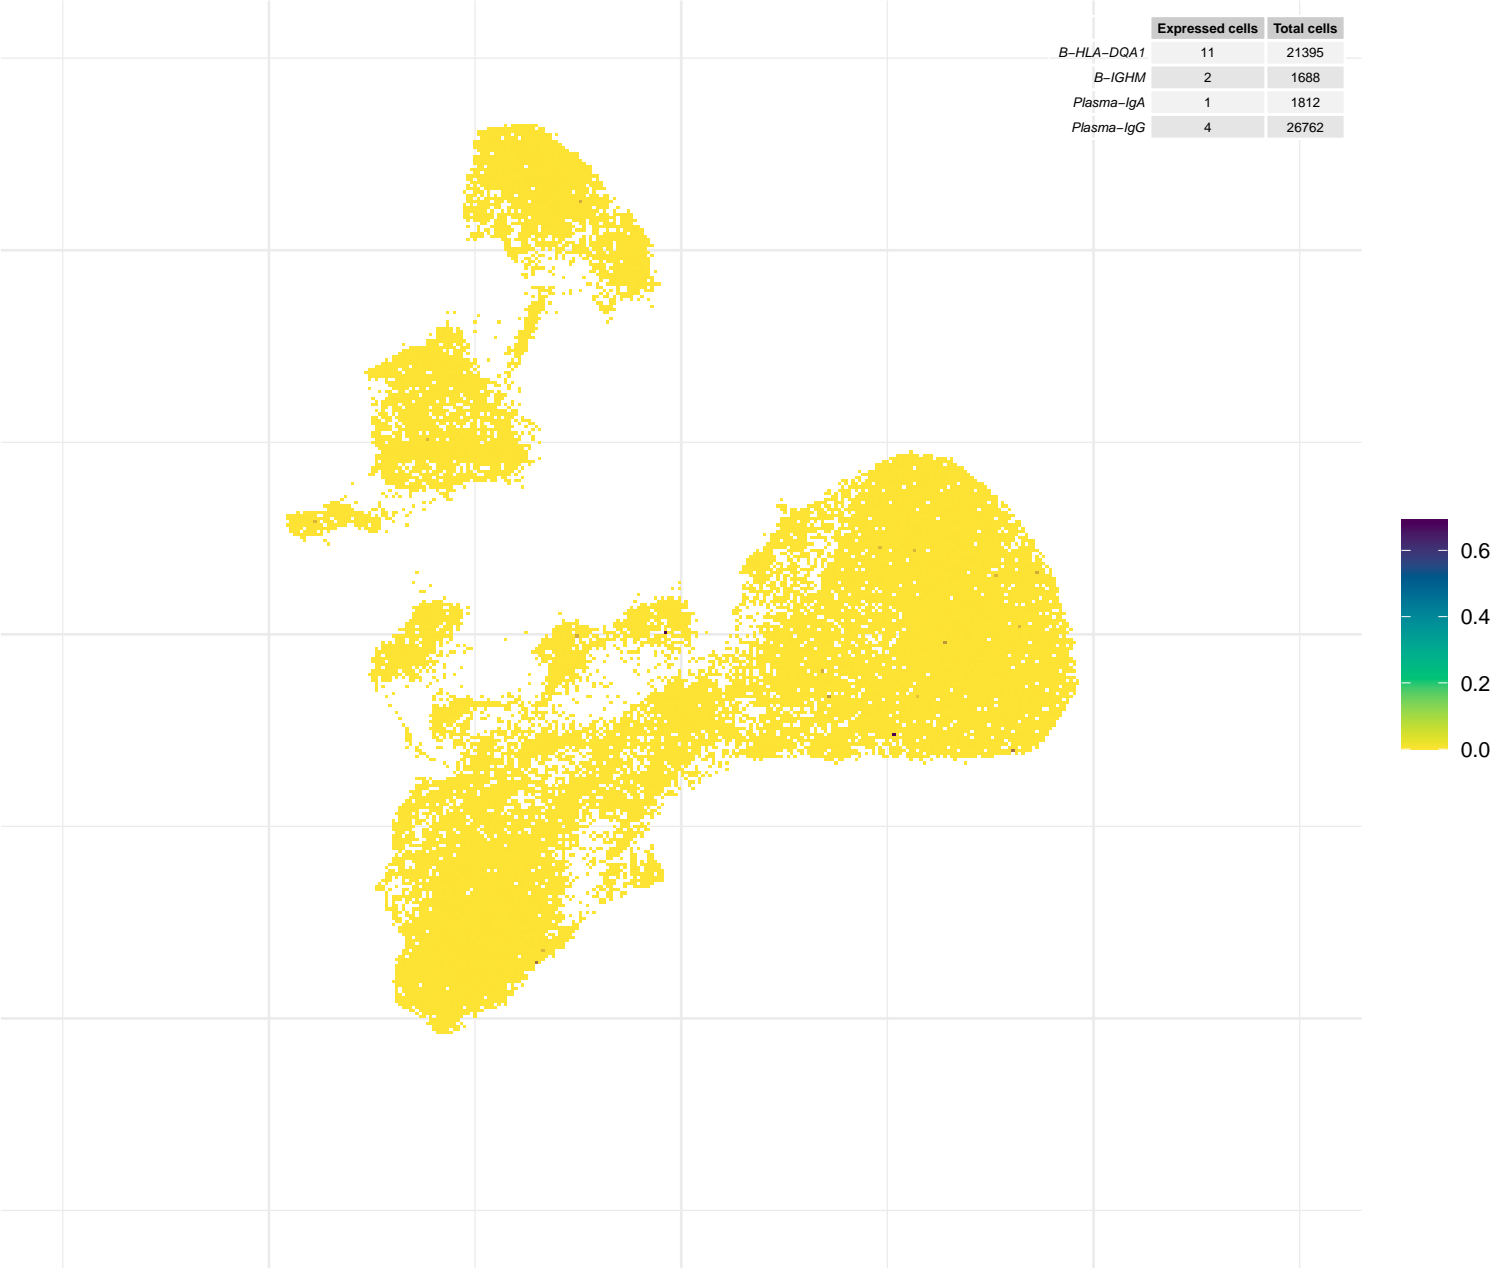 Expressed cells Total cells
B−HLA−DQA1 11 21395
B−IGHM 2 1688
Plasma−IgA 1 1812
Plasma−IgG 4 26762
0.6
0.4
0.2
0.0